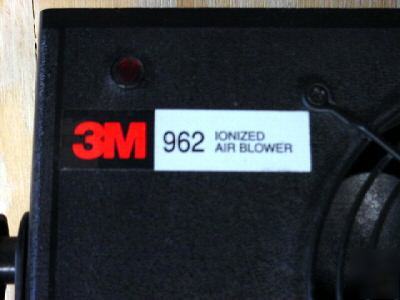 3M 962 IONIZED
AIR BLOWER